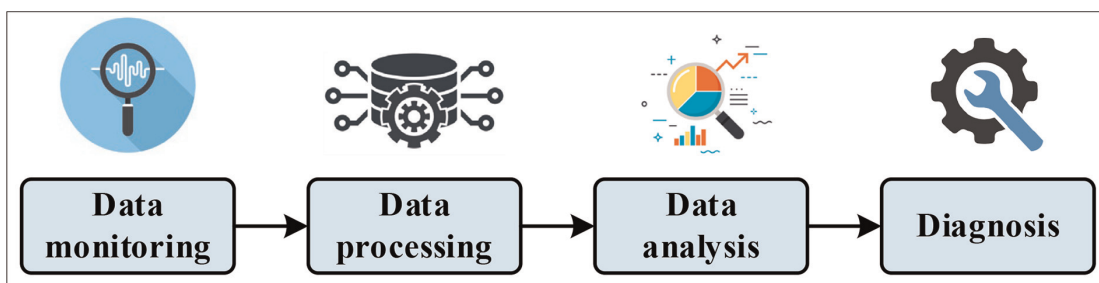 Data
monitoring
Data
processing
Data
analysis
Diagnosis